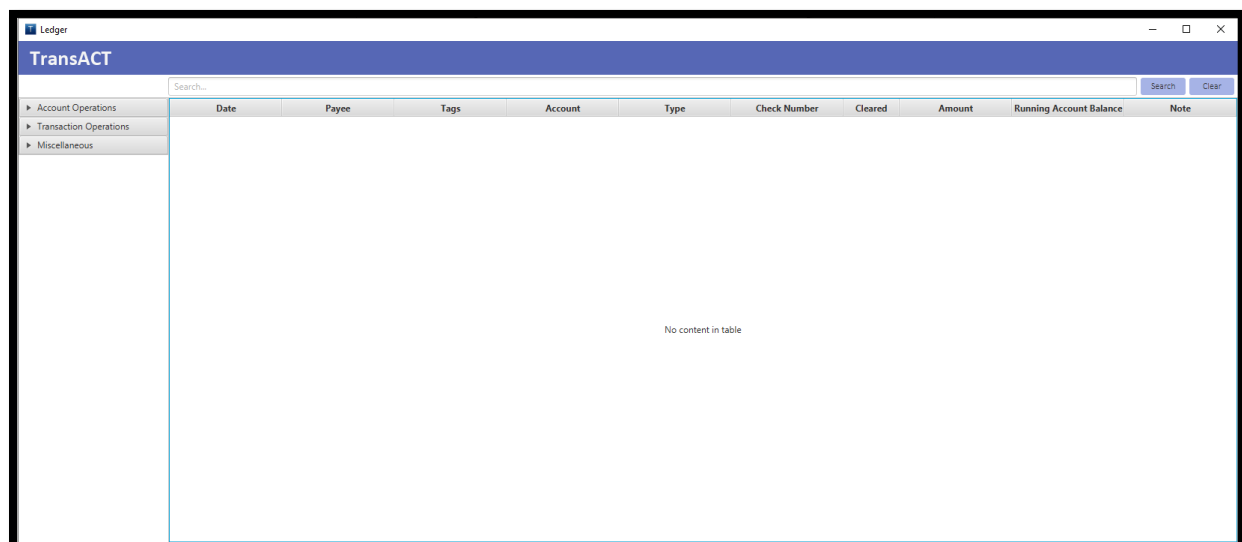 Ledger
TransACT
Search... Search Clear
Account Operations
Transaction Operations
Miscellaneous
Date Payee Tags Account Type Check Number Cleared Amount Running Account Balance Note
No content in table